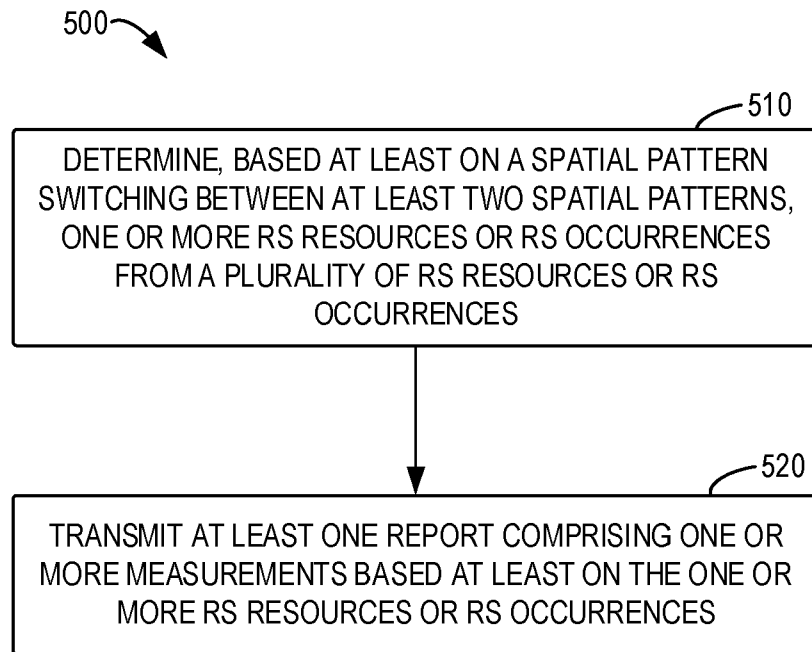 500
510
DETERMINE, BASED AT LEAST ON A SPATIAL PATTERN
SWITCHING BETWEEN AT LEAST TWO SPATIAL PATTERNS,
ONE OR MORE RS RESOURCES OR RS OCCURRENCES
FROM A PLURALITY OF RS RESOURCES OR RS
OCCURRENCES
520
TRANSMIT AT LEAST ONE REPORT COMPRISING ONE OR
MORE MEASUREMENTS BASED AT LEAST ON THE ONE OR
MORE RS RESOURCES OR RS OCCURRENCES